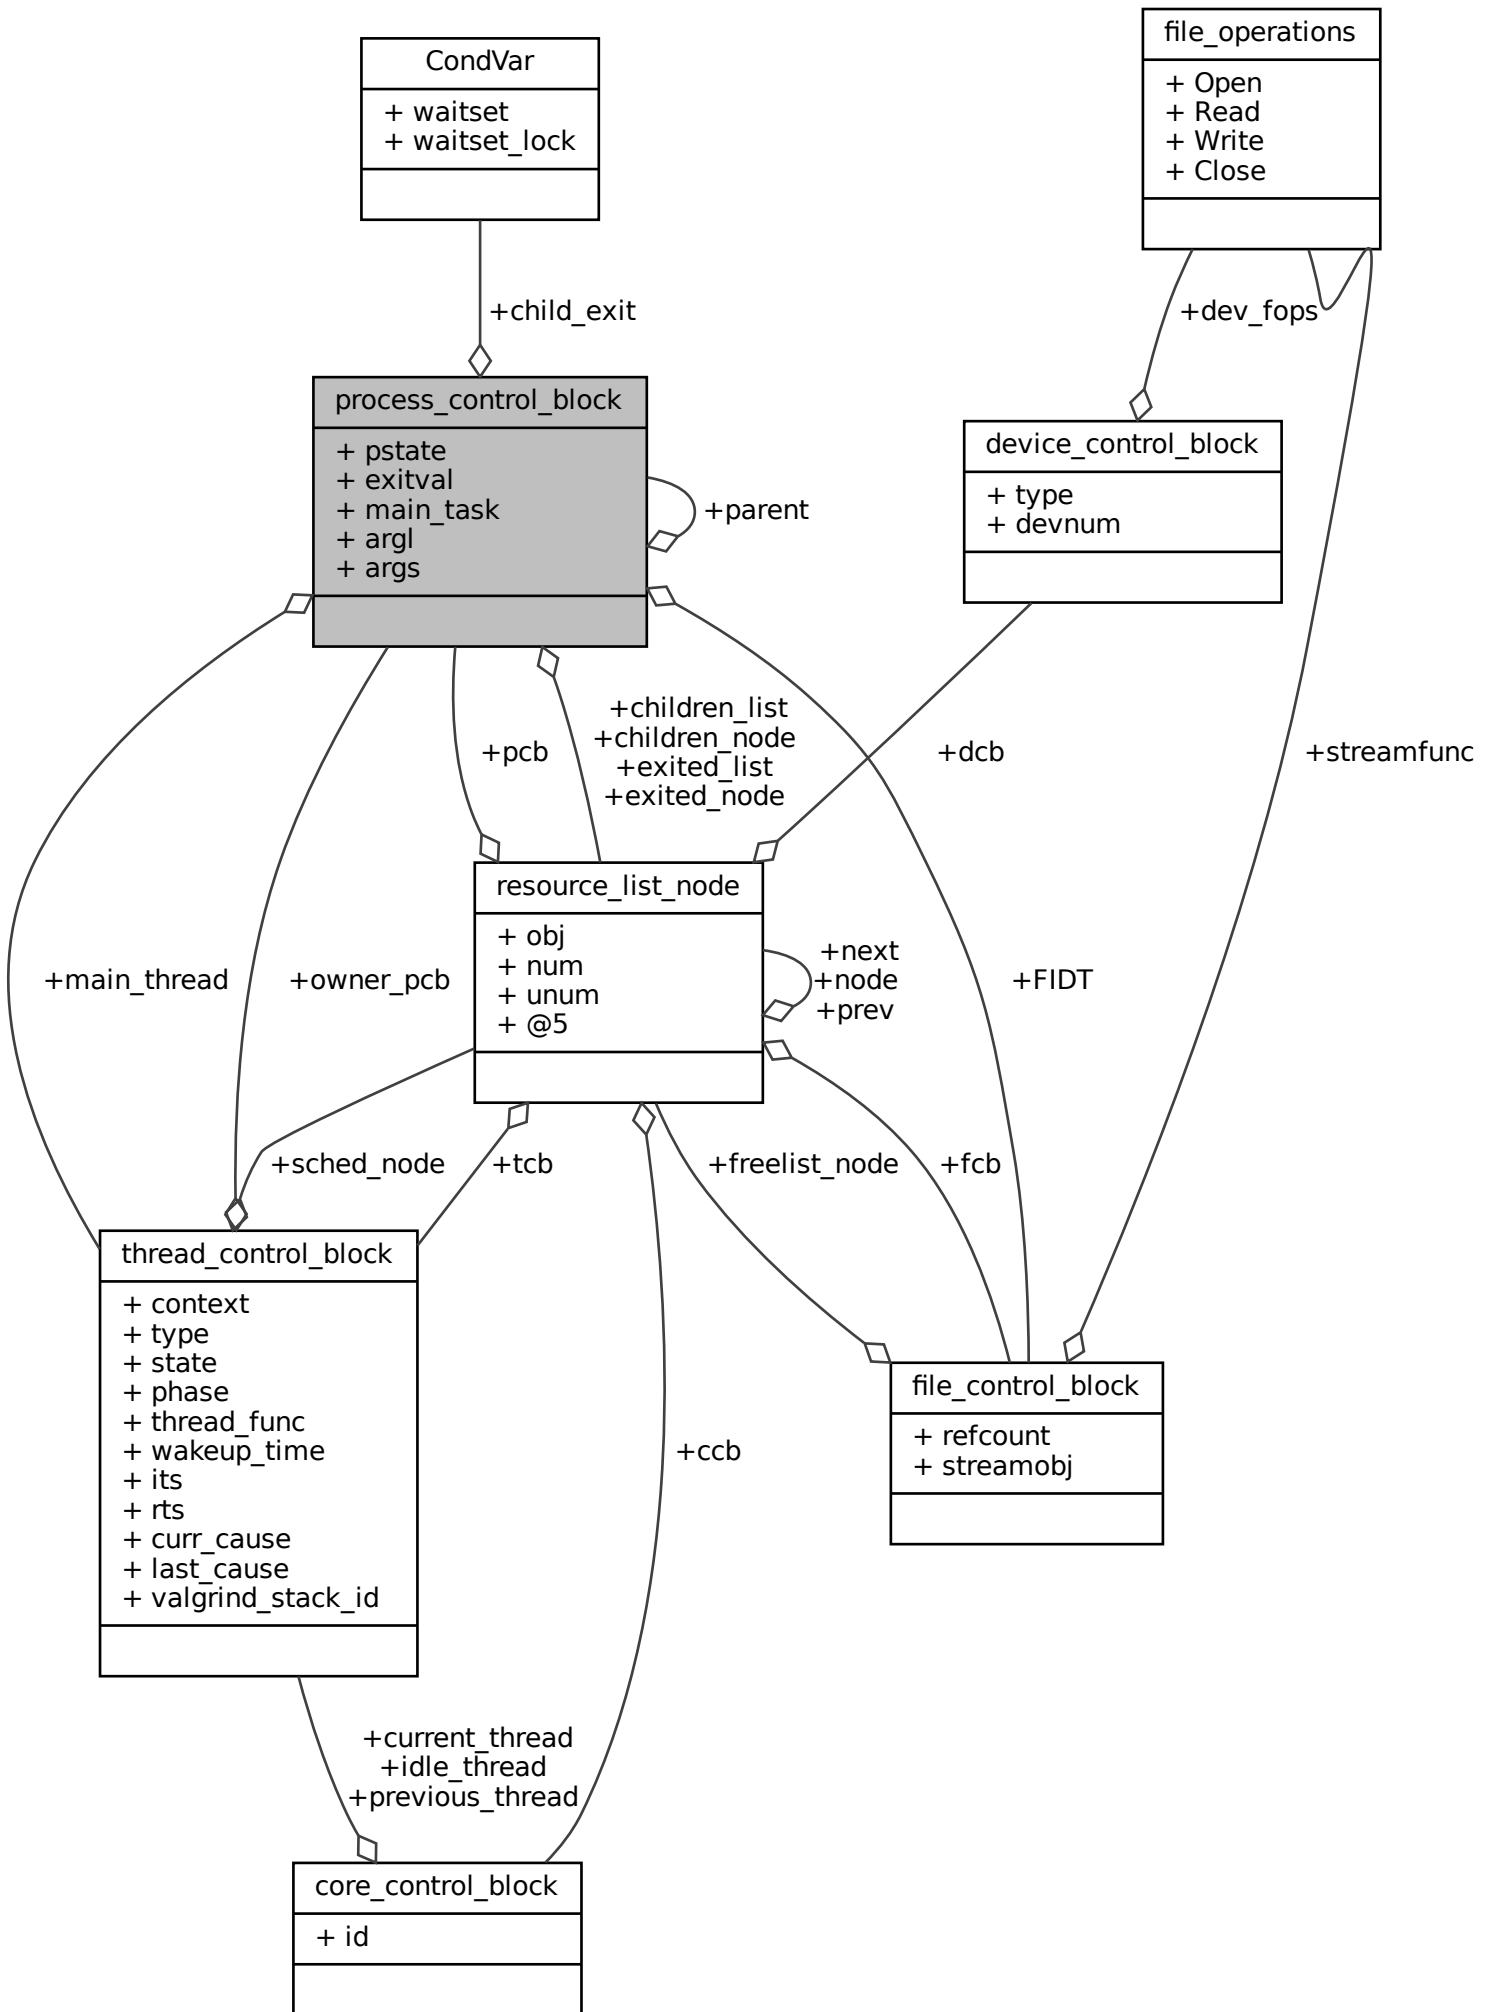 file_operations
+ Open
+ Read
+ Write
+ Close
CondVar
+ waitset
+ waitset_lock
+child_exit
+dev_fops
process_control_block
+ pstate
+ exitval
+ main_task
+ argl
+ args
+parent
device_control_block
+ type
+ devnum
+pcb
+children_list
+children_node
+exited_list
+exited_node
+dcb
+streamfunc
resource_list_node
+ obj
+ num
+ unum
+ @5
+next
+node
+prev
+main_thread
+owner_pcb
+FIDT
+sched_node
+tcb
+freelist_node
+fcb
thread_control_block
+ context
+ type
+ state
+ phase
+ thread_func
+ wakeup_time
+ its
+ rts
+ curr_cause
+ last_cause
+ valgrind_stack_id
+ccb
file_control_block
+ refcount
+ streamobj
+current_thread
+idle_thread
+previous_thread
core_control_block
+ id